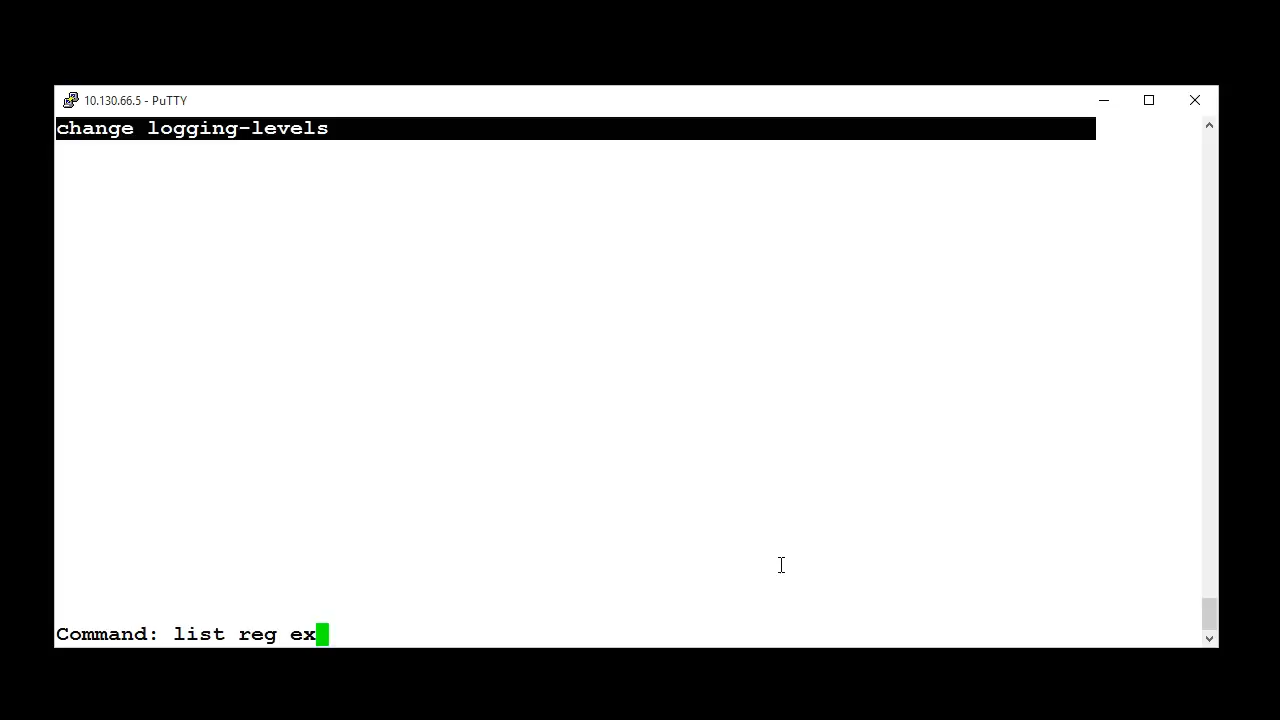 10.130.66.5 - PuTTY
change logging-levels
Command: list reg ex